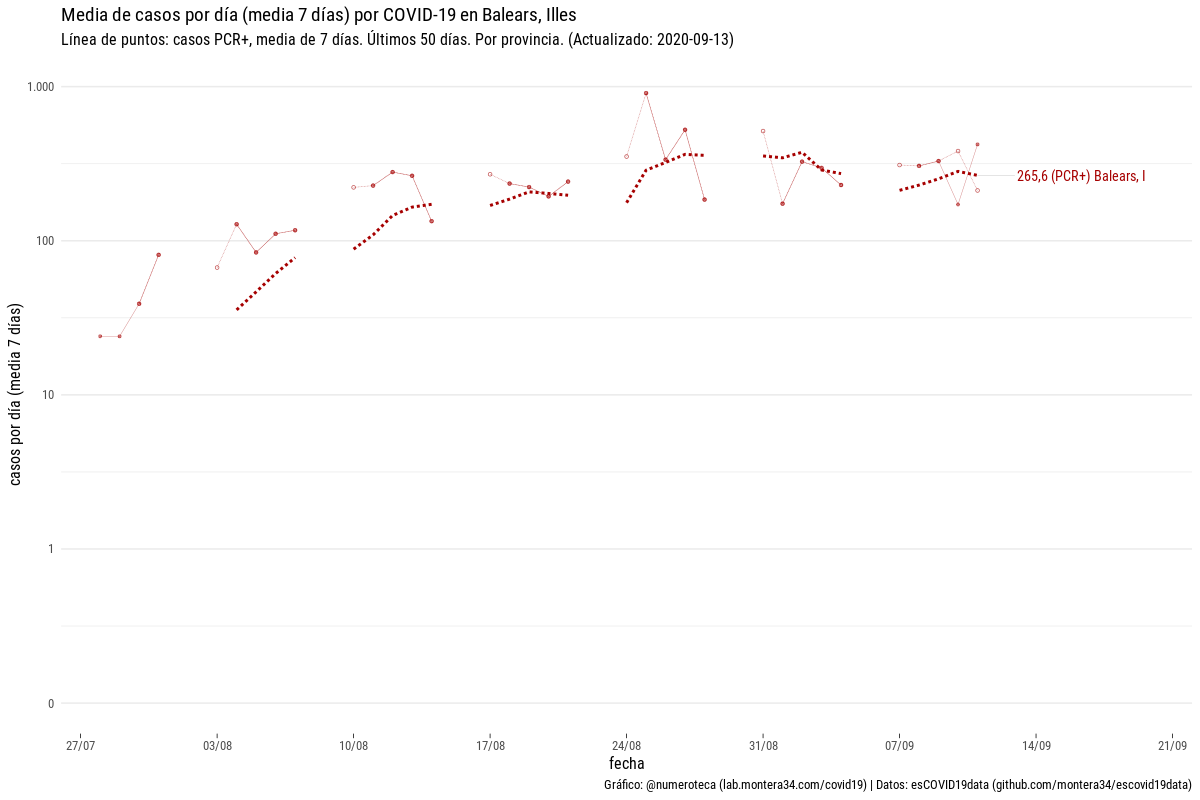 Media de casos por día (media 7 días) por COVID-19 en Balears, Illes
Línea de puntos: casos PCR+, media de 7 días. Últimos 50 días. Por provincia. (Actualizado: 2020-09-13)
casos por día (media 7 días)
1.000
100
10
1
0
265,6 (PCR+) Balears, I
27/07 03/08 10/08 17/08 24/08 31/08 07/09 14/09 21/09
fecha
Gráfico: @numeroteca (lab.montera34.com/covid19) | Datos: esCOVID19data (github.com/montera34/escovid19data)